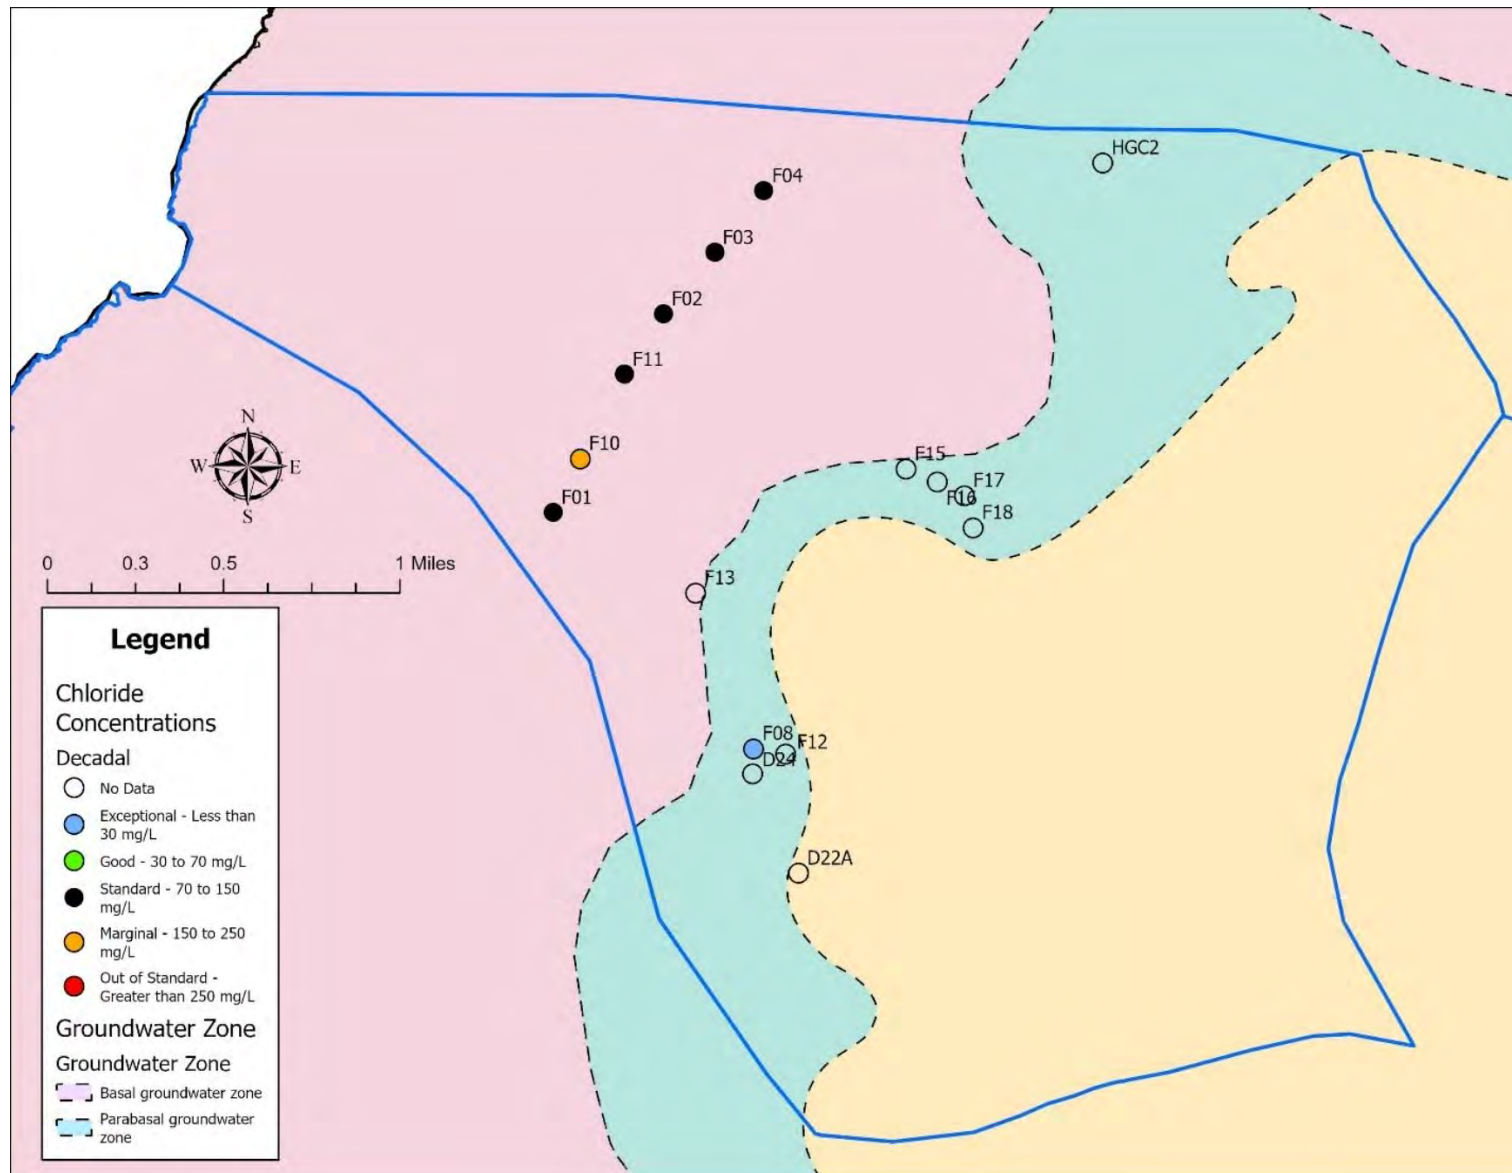 HGC2
F04
F03
F02
F11
F10
F01
F15
F17
F16
F18
F13
F08
F12
D24
D22A
N
W E
S
0 0.3 0.5 1 Miles
Legend
Chloride
Concentrations
Decadal
No Data
Exceptional - Less than
30 mg/L
Good - 30 to 70 mg/L
Standard - 70 to 150
mg/L
Marginal - 150 to 250
mg/L
Out of Standard -
Greater than 250 mg/L
Groundwater Zone
Groundwater Zone
Basal groundwater zone
Parabasal groundwater
zone